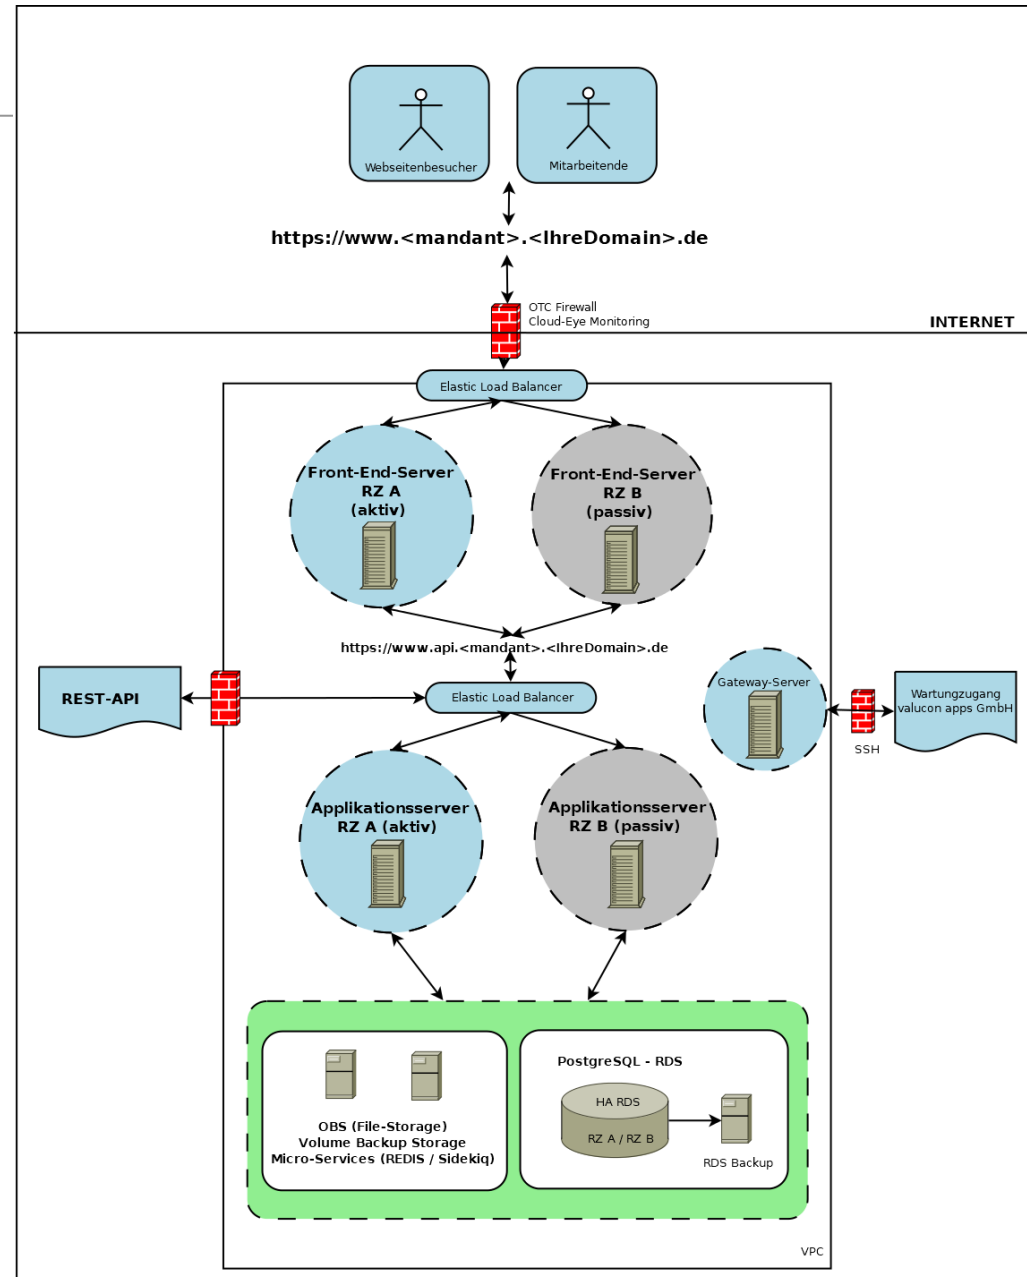 Webseitenbesucher
Mitarbeitende
https://www.<mandant>.<IhreDomain>.de
OTC Firewall
Cloud-Eye Monitoring
INTERNET
Elastic Load Balancer
Front-End-Server
RZ A
(aktiv)
Front-End-Server
RZ B
(passiv)
https://www.api.<mandant>.<IhreDomain>.de
REST-API
Elastic Load Balancer
Gateway-Server
Wartungzugang
valucon apps GmbH
SSH
Applikationsserver
RZ A (aktiv)
Applikationsserver
RZ B (passiv)
OBS (File-Storage)
Volume Backup Storage
Micro-Services (REDIS / Sidekiq)
PostgreSQL - RDS
HA RDS
RZ A / RZ B
RDS Backup
VPC